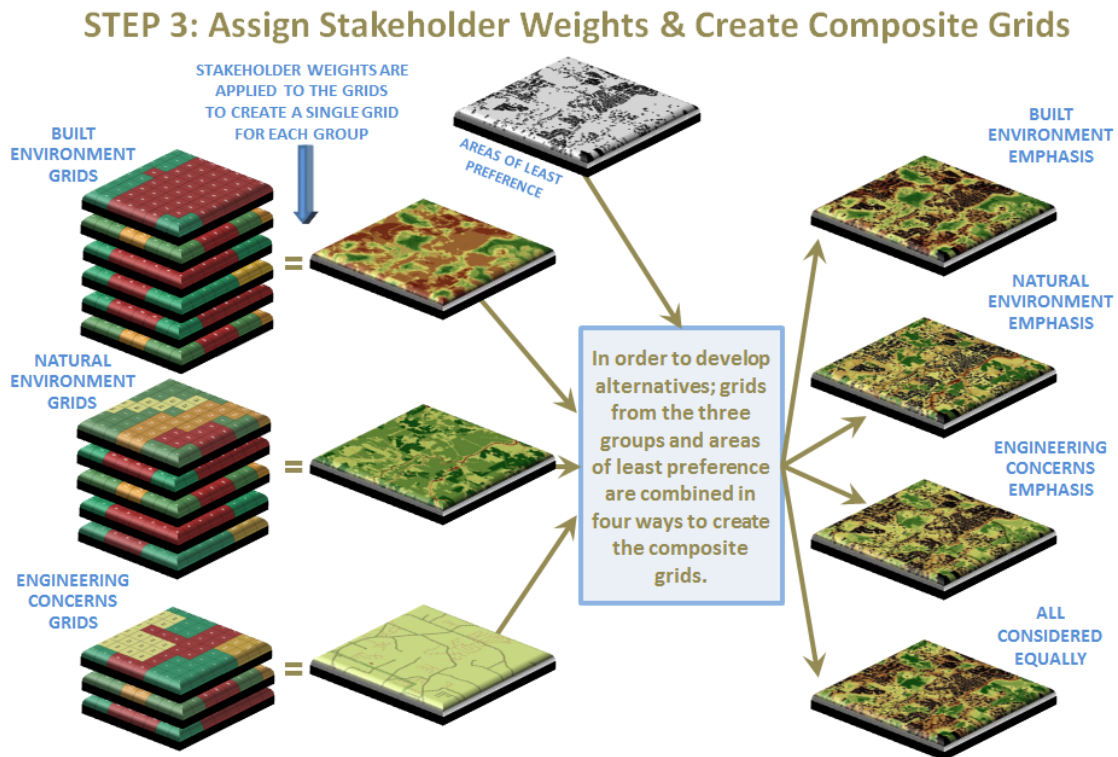 STEP 3: Assign Stakeholder Weights & Create Composite Grids
STAKEHOLDER WEIGHTS ARE
APPLIED TO THE GRIDS
TO CREATE A SINGLE GRID
FOR EACH GROUP
BUILT
ENVIRONMENT
GRIDS
=
AREAS OF LEAST
PREFERENCE
NATURAL
ENVIRONMENT
GRIDS
=
ENGINEERING
CONCERNS
GRIDS
=
In order to develop
alternatives; grids
from the three
groups and areas
of least preference
are combined in
four ways to create
the composite
grids.
BUILT
ENVIRONMENT
EMPHASIS
NATURAL
ENVIRONMENT
EMPHASIS
ENGINEERING
CONCERNS
EMPHASIS
ALL
CONSIDERED
EQUALLY